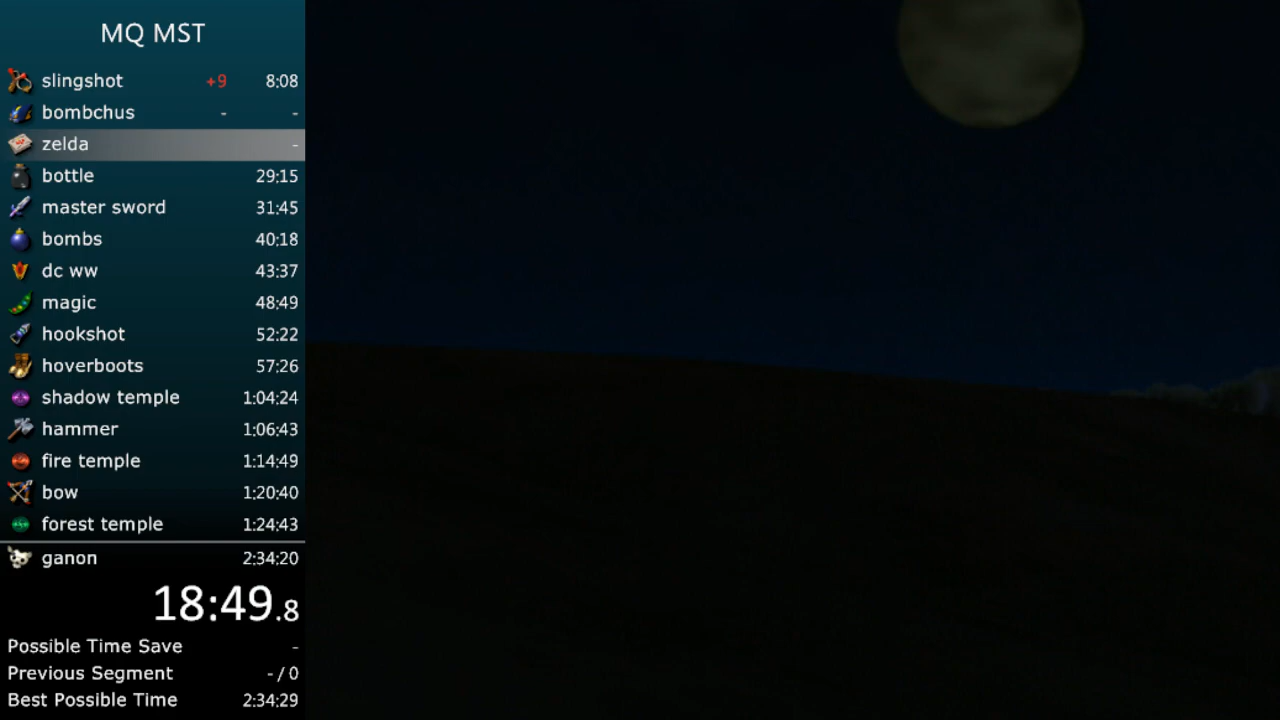 MQ MST
slingshot +9 8:08
bombchus - -
zelda -
bottle 29:15
master sword 31:45
bombs 40:18
dc ww 43:37
magic 48:49
hookshot 52:22
hoverboots 57:26
shadow temple 1:04:24
hammer 1:06:43
fire temple 1:14:49
bow 1:20:40
forest temple 1:24:43
ganon 2:34:20
18:49.8
Possible Time Save -
Previous Segment - / 0
Best Possible Time 2:34:29